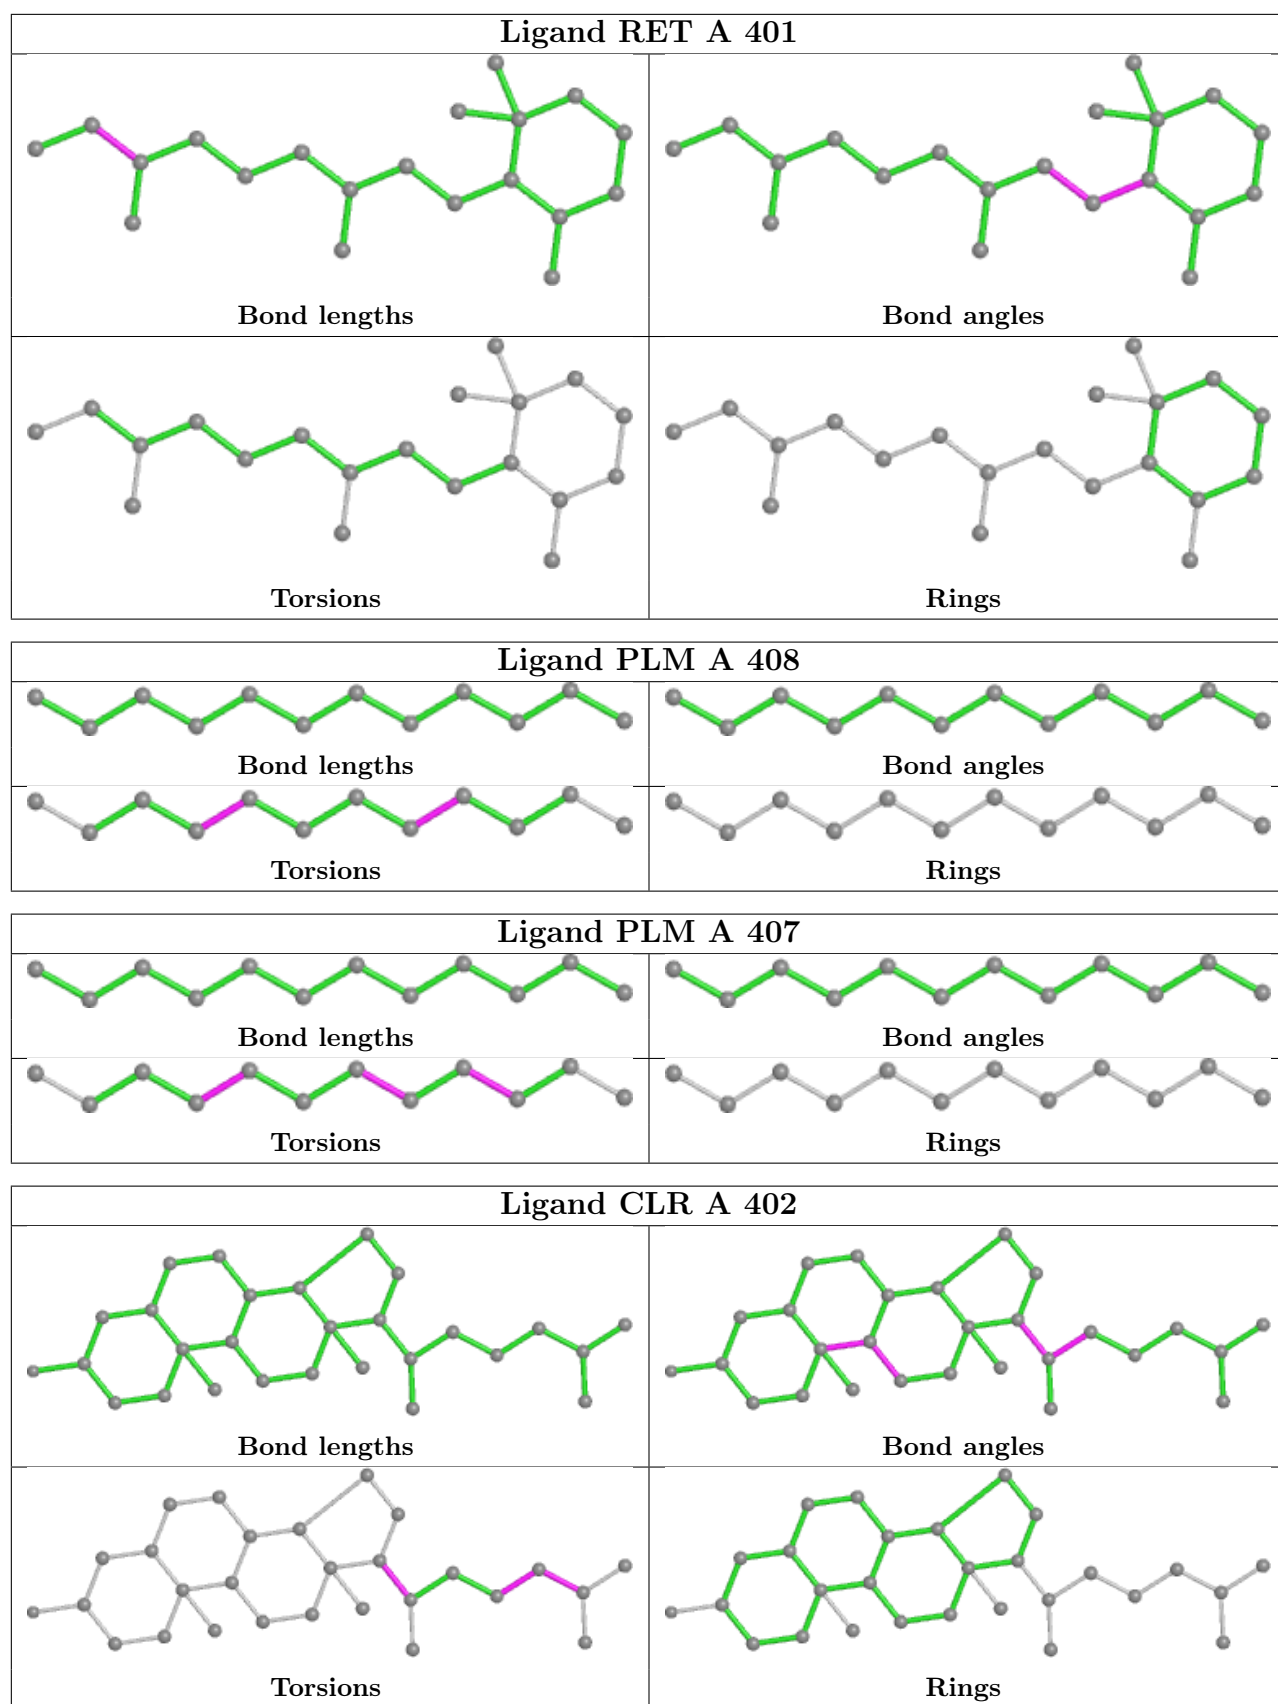 Ligand RET A 401
Bond lengths
Bond angles
Torsions
Rings
Ligand PLM A 408
Bond lengths
Bond angles
Torsions
Rings
Ligand PLM A 407
Bond lengths
Bond angles
Torsions
Rings
Ligand CLR A 402
Bond lengths
Bond angles
Torsions
Rings